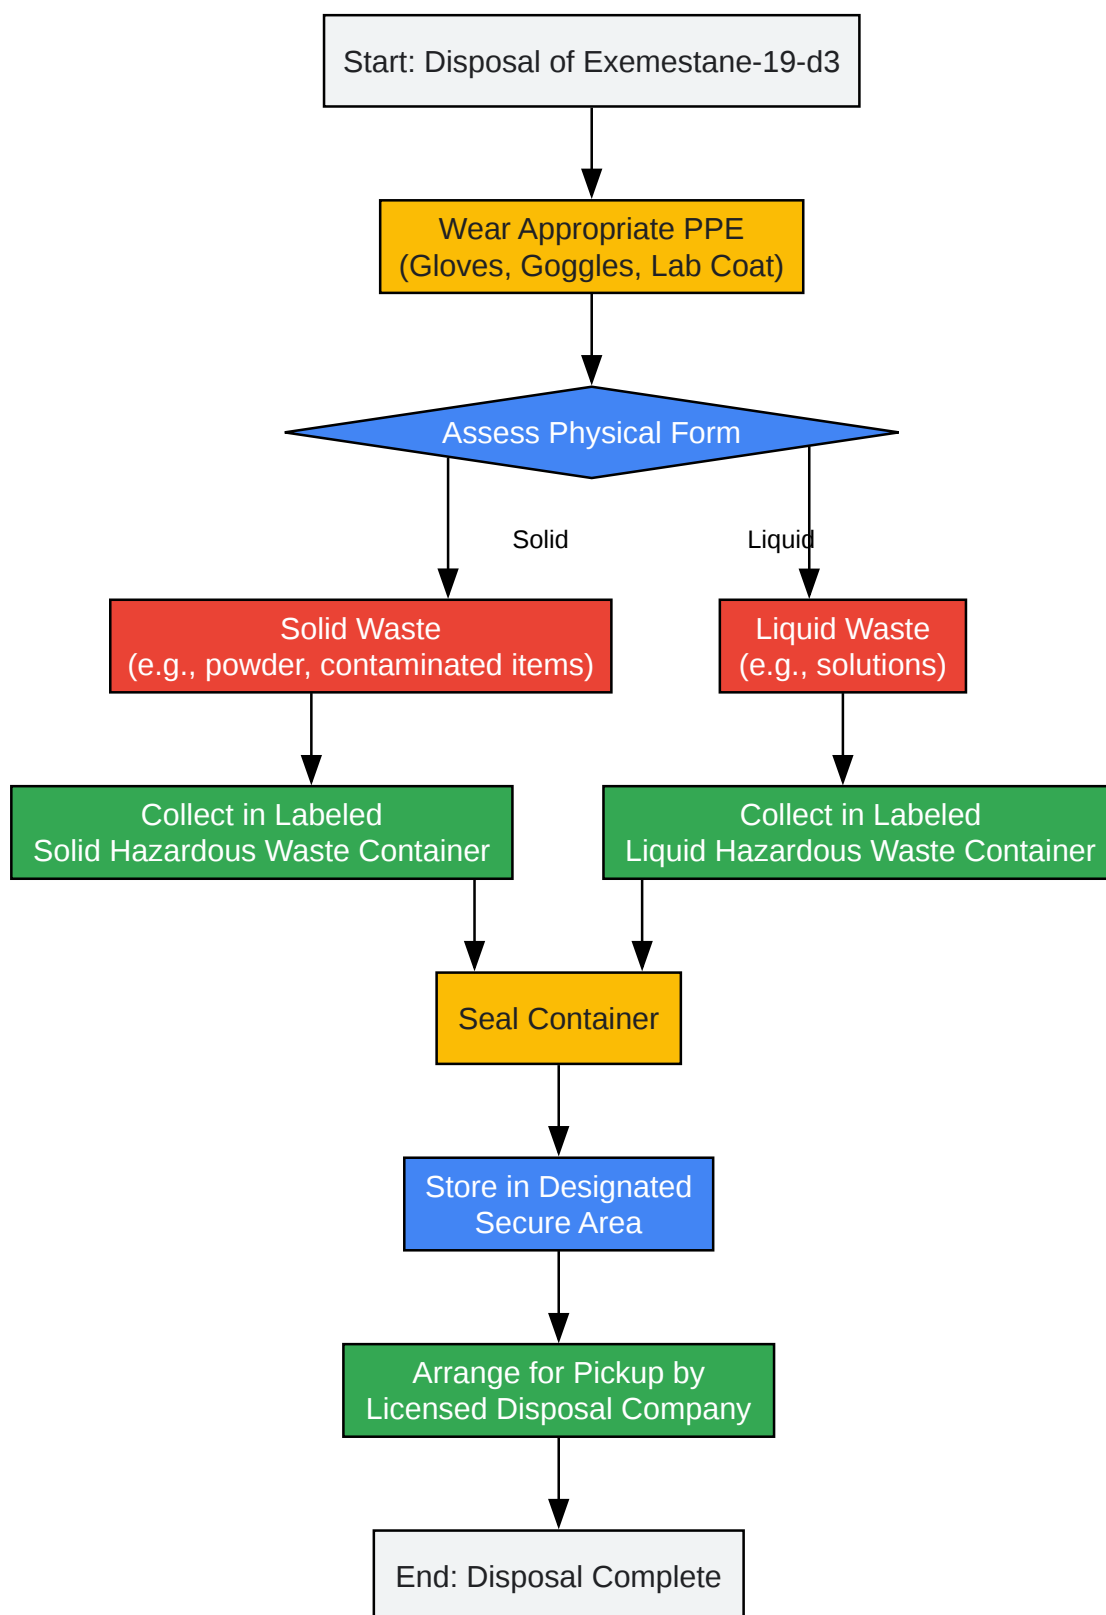 Start: Disposal of Exemestane-19-d3
Wear Appropriate PPE
(Gloves, Goggles, Lab Coat)
Assess Physical Form
Solid
Liquid
Solid Waste
(e.g., powder, contaminated items)
Liquid Waste
(e.g., solutions)
Collect in Labeled
Solid Hazardous Waste Container
Collect in Labeled
Liquid Hazardous Waste Container
Seal Container
Store in Designated
Secure Area
Arrange for Pickup by
Licensed Disposal Company
End: Disposal Complete